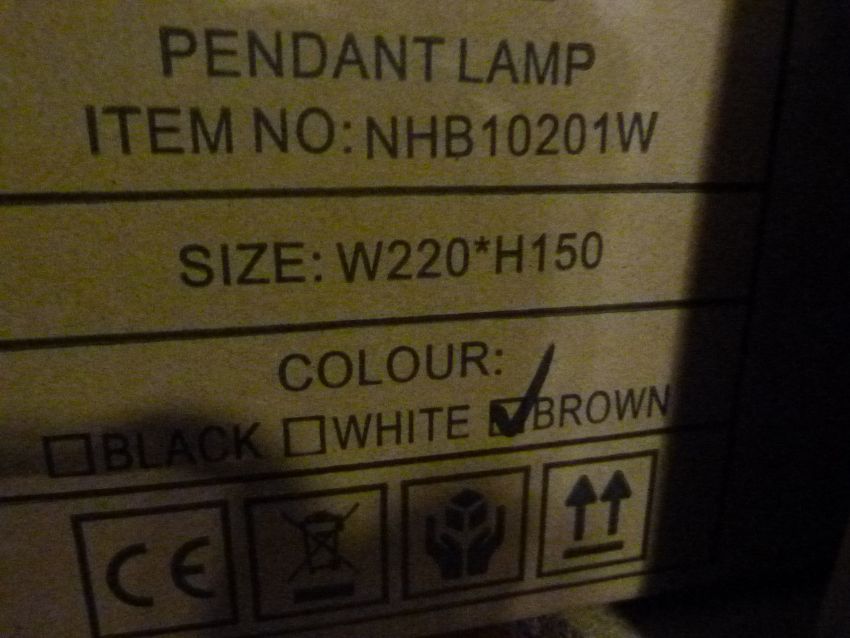 PENDANT LAMP
ITEM NO: NHB10201W
SIZE: W220*H150
COLOUR:
BLACK WHITE BROWN
CE